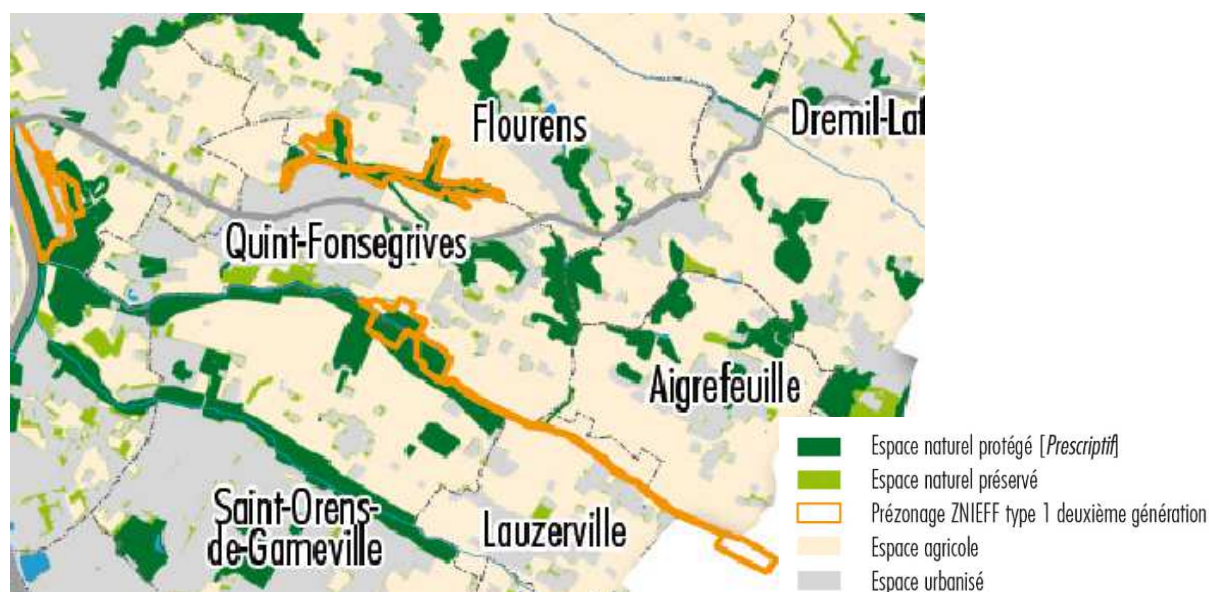 Flourens
Dremil-Laf
Quint-Fonsegrives
Aigrefeuille
Saint-Orens-
de-Gameville
Lauzerville
Espace naturel protégé [Prescriptif]
Espace naturel préservé
Prézonage ZNIEFF type 1 deuxième génération
Espace agricole
Espace urbanisé